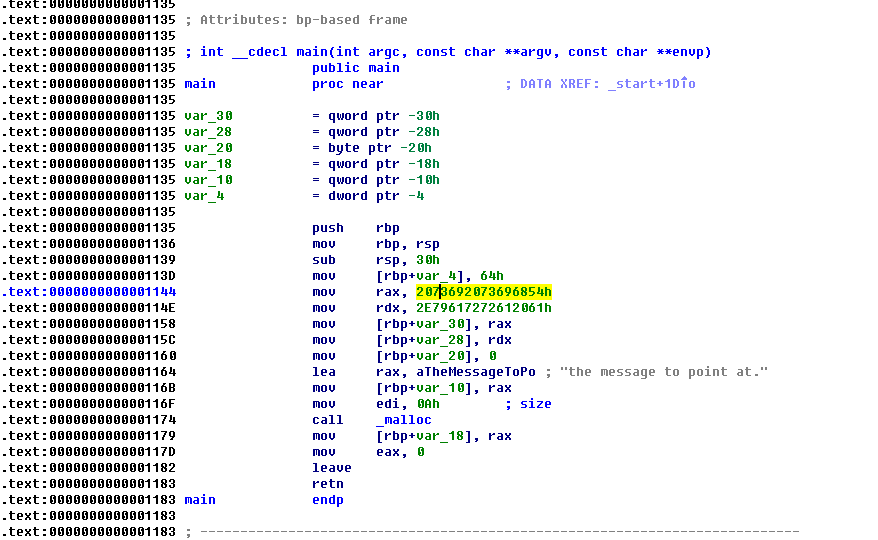 .text:0000000000001135
.text:0000000000001135 ; Attributes: bp-based frame
.text:0000000000001135
.text:0000000000001135 ; int __cdecl main(int argc, const char **argv, const char **envp)
.text:0000000000001135 public main
.text:0000000000001135 main proc near ; DATA XREF: _start+1D↑o
.text:0000000000001135
.text:0000000000001135 var_30 = qword ptr -30h
.text:0000000000001135 var_28 = qword ptr -28h
.text:0000000000001135 var_20 = byte ptr -20h
.text:0000000000001135 var_18 = qword ptr -18h
.text:0000000000001135 var_10 = qword ptr -10h
.text:0000000000001135 var_4 = dword ptr -4
.text:0000000000001135
.text:0000000000001135 push rbp
.text:0000000000001136 mov rbp, rsp
.text:0000000000001139 sub rsp, 30h
.text:000000000000113D mov [rbp+var_4], 64h
.text:0000000000001144 mov rax, 2073692073696854h
.text:000000000000114E mov rdx, 2E79617272612061h
.text:0000000000001158 mov [rbp+var_30], rax
.text:000000000000115C mov [rbp+var_28], rdx
.text:0000000000001160 mov [rbp+var_20], 0
.text:0000000000001164 lea rax, aTheMessageToPo ; "the message to point at."
.text:000000000000116B mov [rbp+var_10], rax
.text:000000000000116F mov edi, 0Ah ; size
.text:0000000000001174 call _malloc
.text:0000000000001179 mov [rbp+var_18], rax
.text:000000000000117D mov eax, 0
.text:0000000000001182 leave
.text:0000000000001183 retn
.text:0000000000001183 main endp
.text:0000000000001183
.text:0000000000001183 ; ---------------------------------------------------------------------------